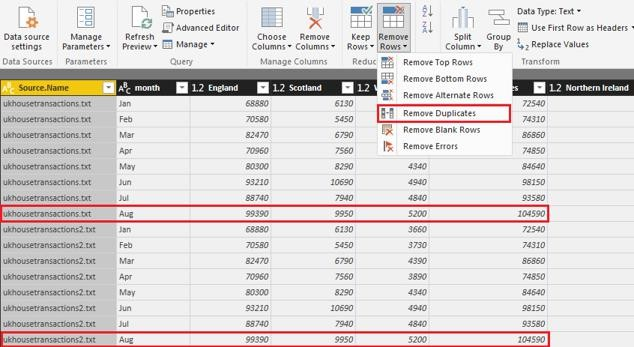 Data source settings
Manage Parameters
Refresh Preview
Properties
Advanced Editor
Manage
Choose Columns
Remove Columns
Keep Rows
Remove Rows
A Z
Z A
Split Column
Group By
Data Type: Text
Use First Row as Headers
1 2 Replace Values
Data Sources
Parameters
Query
Manage Columns
Reduc
Transform
Remove Top Rows
Remove Bottom Rows
Remove Alternate Rows
Remove Duplicates
Remove Blank Rows
Remove Errors
ABC Source.Name ABC month 1.2 England 1.2 Scotland 1.2 W es 1.2 Northern Ireland
ukhousetransactions.txt Jan 68880 6130 72540
ukhousetransactions.txt Feb 70580 5450 74310
ukhousetransactions.txt Mar 82470 6790 86860
ukhousetransactions.txt Apr 70960 7560 74850
ukhousetransactions.txt May 80300 8290 4340 84640
ukhousetransactions.txt Jun 93210 10690 4940 98150
ukhousetransactions.txt Jul 88740 7940 4840 93580
ukhousetransactions.txt Aug 99390 9950 5200 104590
ukhousetransactions2.txt Jan 68880 6130 3660 72540
ukhousetransactions2.txt Feb 70580 5450 3730 74310
ukhousetransactions2.txt Mar 82470 6790 4390 86860
ukhousetransactions2.txt Apr 70960 7560 3890 74850
ukhousetransactions2.txt May 80300 8290 4340 84640
ukhousetransactions2.txt Jun 93210 10690 4940 98150
ukhousetransactions2.txt Jul 88740 7940 4840 93580
ukhousetransactions2.txt Aug 99390 9950 5200 104590